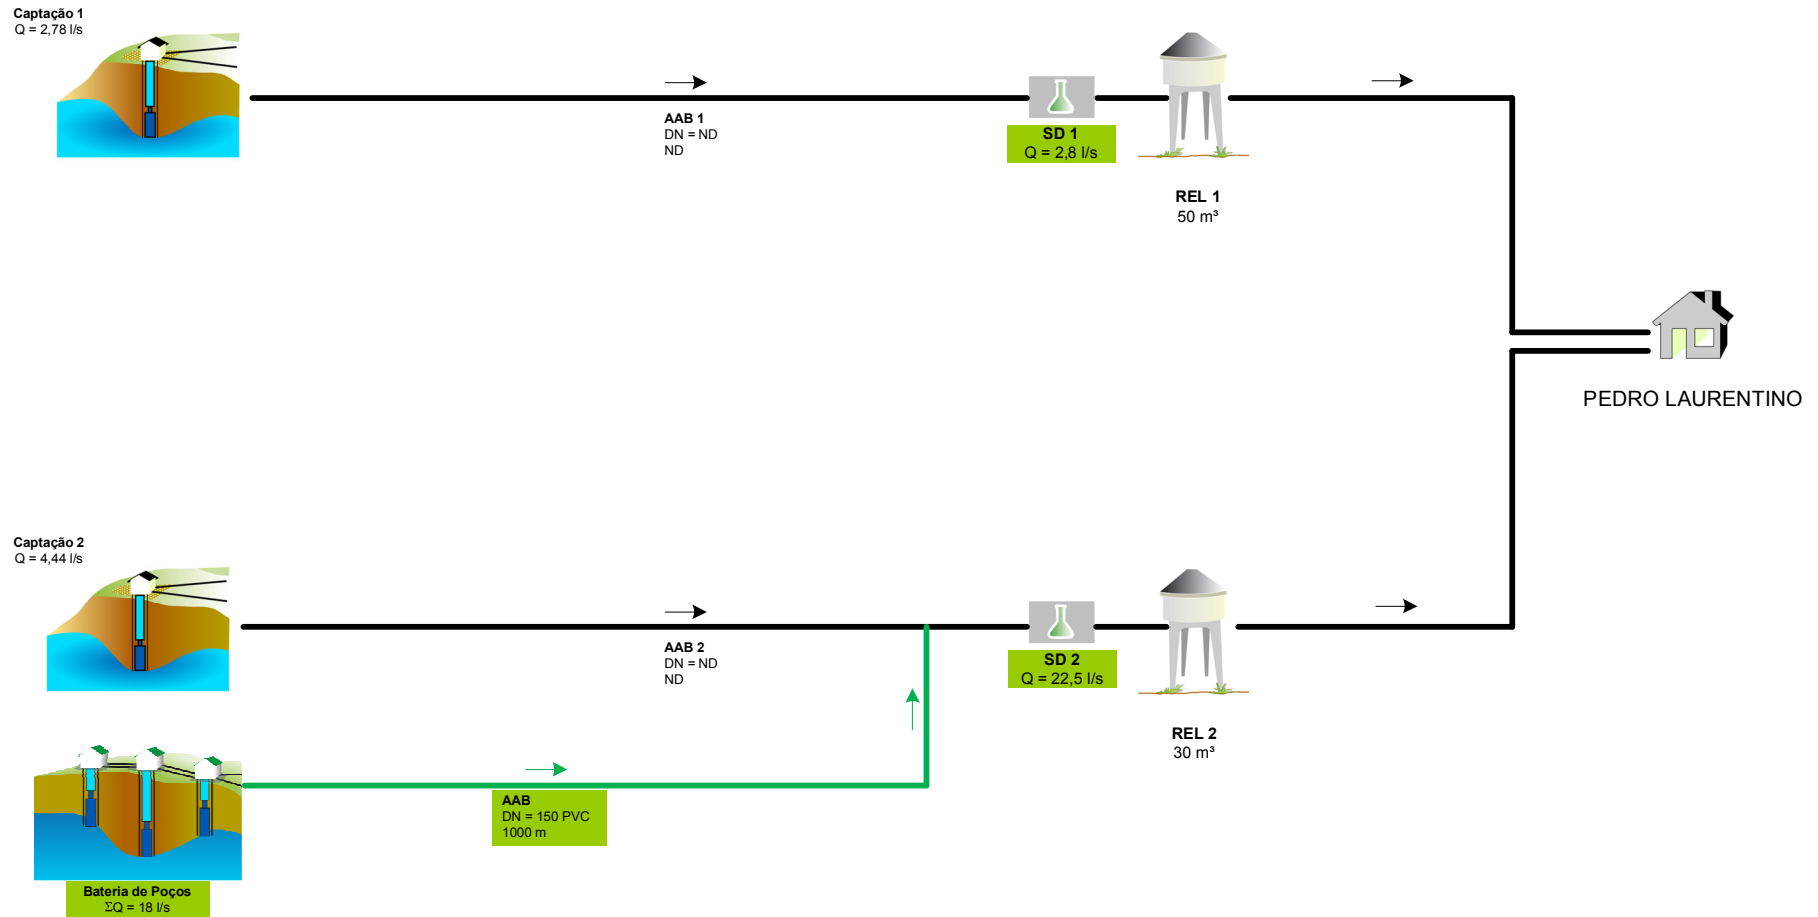 Captação 1
Q = 2,78 l/s
AAB 1
DN = ND
ND
SD 1
Q = 2,8 l/s
REL 1
50 m³
PEDRO LAURENTINO
Captação 2
Q = 4,44 l/s
AAB 2
DN = ND
ND
SD 2
Q = 22,5 l/s
REL 2
30 m³
AAB
DN = 150 PVC
1000 m
Bateria de Poços
ΣQ = 18 l/s